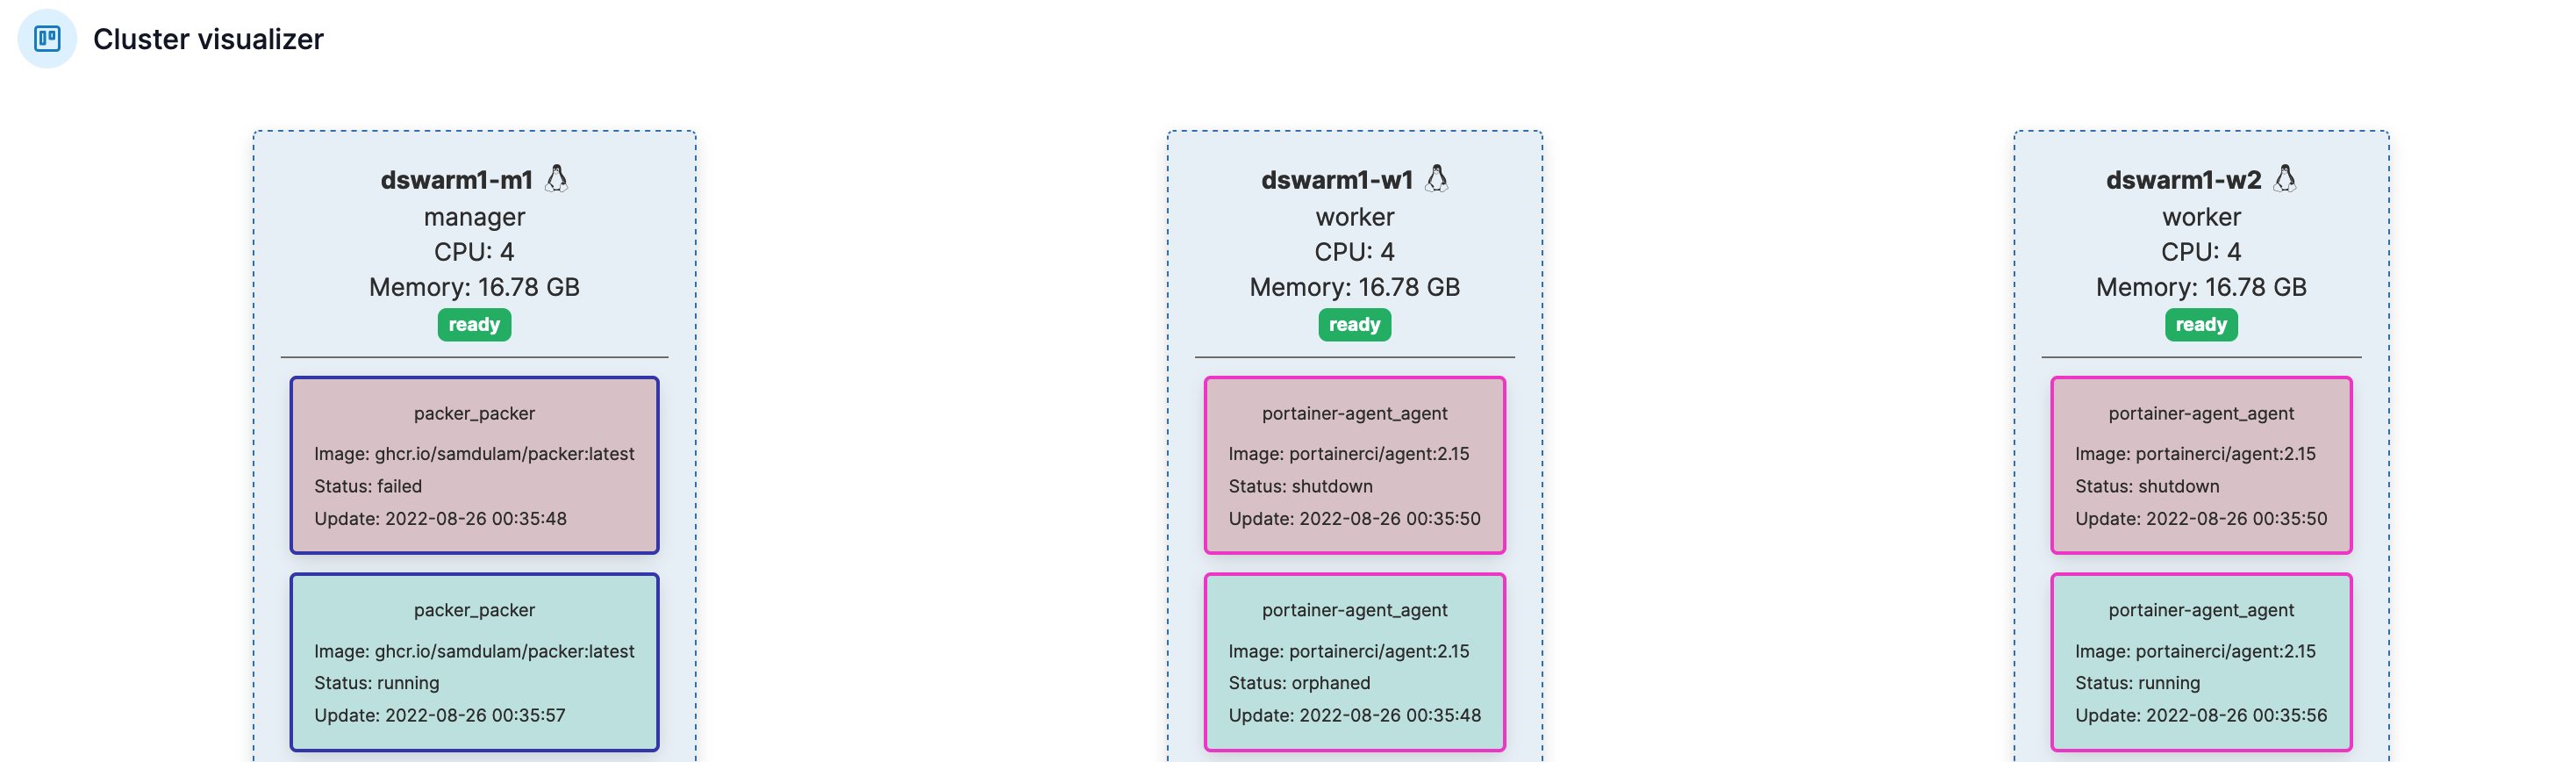 Cluster visualizer
dswarm1-m1
manager
CPU: 4
Memory: 16.78 GB
ready
packer_packer
Image: ghcr.io/samdulam/packer:latest
Status: failed
Update: 2022-08-26 00:35:48
packer_packer
Image: ghcr.io/samdulam/packer:latest
Status: running
Update: 2022-08-26 00:35:57
dswarm1-w1
worker
CPU: 4
Memory: 16.78 GB
ready
portainer-agent_agent
Image: portainerci/agent:2.15
Status: shutdown
Update: 2022-08-26 00:35:50
portainer-agent_agent
Image: portainerci/agent:2.15
Status: orphaned
Update: 2022-08-26 00:35:48
dswarm1-w2
worker
CPU: 4
Memory: 16.78 GB
ready
portainer-agent_agent
Image: portainerci/agent:2.15
Status: shutdown
Update: 2022-08-26 00:35:50
portainer-agent_agent
Image: portainerci/agent:2.15
Status: running
Update: 2022-08-26 00:35:56